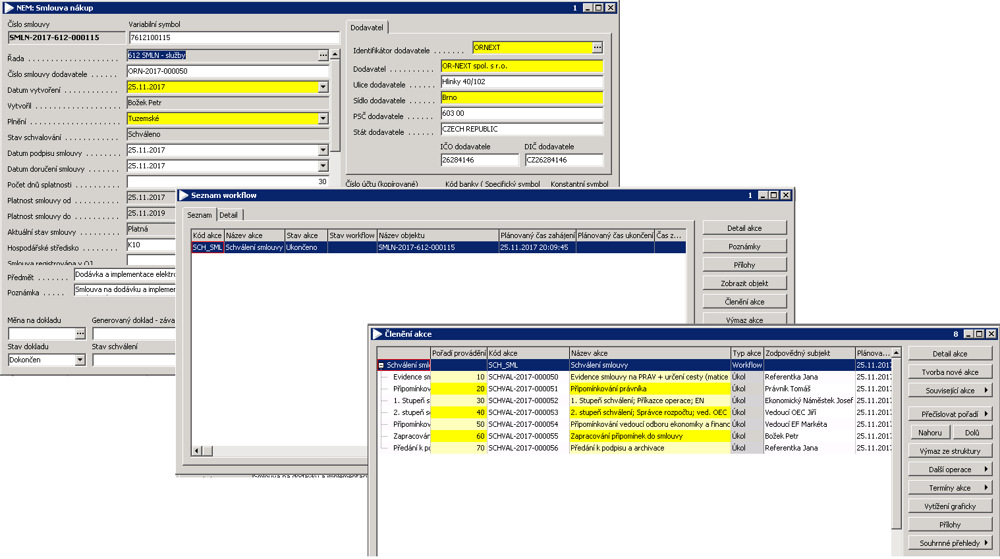 NEM: Smlouva nákup 1
Číslo smlouvy Variabilní symbol
SMLN-2017-612-000115 7612100115
Řada 612 SMLN - služby
Číslo smlouvy dodavatele ORN-2017-000050
Datum vytvoření 25.11.2017
Vytvořil Božek Petr
Plnění Tuzemské
Stav schvalování Schváleno
Datum podpisu smlouvy 25.11.2017
Datum doručení smlouvy 25.11.2017
Počet dnů splatnosti 30
Platnost smlouvy od 25.11.2017
Platnost smlouvy do 25.11.2019
Aktuální stav smlouvy Platná
Hospodářské středisko K10
Smlouva registrována v OJ
Předmět Dodávka a implementace elektro
Poznámka Smlouva na dodávku a implemen
Měna na dokladu Generovaný doklad - záva
Stav dokladu Stav schválení
Dokončen
Dodavatel
Identifikátor dodavatele ORNEXT
Dodavatel OR-NEXT spol. s r.o.
Ulice dodavatele Hlinky 40/102
Sídlo dodavatele Brno
PSČ dodavatele 603 00
Stát dodavatele CZECH REPUBLIC
IČO dodavatele DIČ dodavatele
26284146 CZ26284146
Číslo účtu (kopírované) Kód banky ( Specifický symbol Konstantní symbol
Seznam workflow 1
Seznam Detail
Kód akce Název akce Stav akce Stav workflow Název objektu Plánovaný čas zahájení Plánovaný čas ukončení Čas z...
SCH_SML Schválení smlouvy Ukončeno SMLN-2017-612-000115 25.11.2017 20:09:45
Detail akce
Poznámky
Přílohy
Zobrazit objekt
Členění akce
Výmaz akce
Smlouva na dodávku a implementaci
Členění akce 8
Pořadí provádění Kód akce Název akce Typ akce Zodpovědný subjekt Plánova...
Schválení sml SCH_SML Schválení smlouvy Workflow 25.11.2017
Evidence sm 10 SCHVAL-2017-000050 Evidence smlouvy na PRAV + určení cesty (matice Úkol Referentka Jana 25.11.2017
Připomínkov 20 SCHVAL-2017-000051 Připomínkování právníka Úkol Právník Tomáš 25.11.2017
1. Stupeň s 30 SCHVAL-2017-000052 1. Stupeň schválení; Příkazce operace; EN Úkol Ekonomický Náměstek Josef 25.11.2017
2. stupeň s 40 SCHVAL-2017-000053 2. stupeň schválení; Správce rozpočtu; ved. OEC Úkol Vedoucí OEC Jiří 25.11.2017
Připomínkov 50 SCHVAL-2017-000054 Připomínkování vedoucí odboru ekonomiky a financ Úkol Vedoucí EF Markéta 25.11.2017
Zapracován 60 SCHVAL-2017-000055 Zapracování připomínek do smlouvy Úkol Božek Petr 25.11.2017
Předání k po 70 SCHVAL-2017-000056 Předání k podpisu a archivace Úkol Referentka Jana 25.11.2017
Detail akce
Tvorba nové akce
Související akce
Přečíslovat pořadí
Nahoru Dolů
Výmaz ze struktury
Další operace
Termíny akce
Vytížení graficky
Přílohy
Souhrnné přehledy